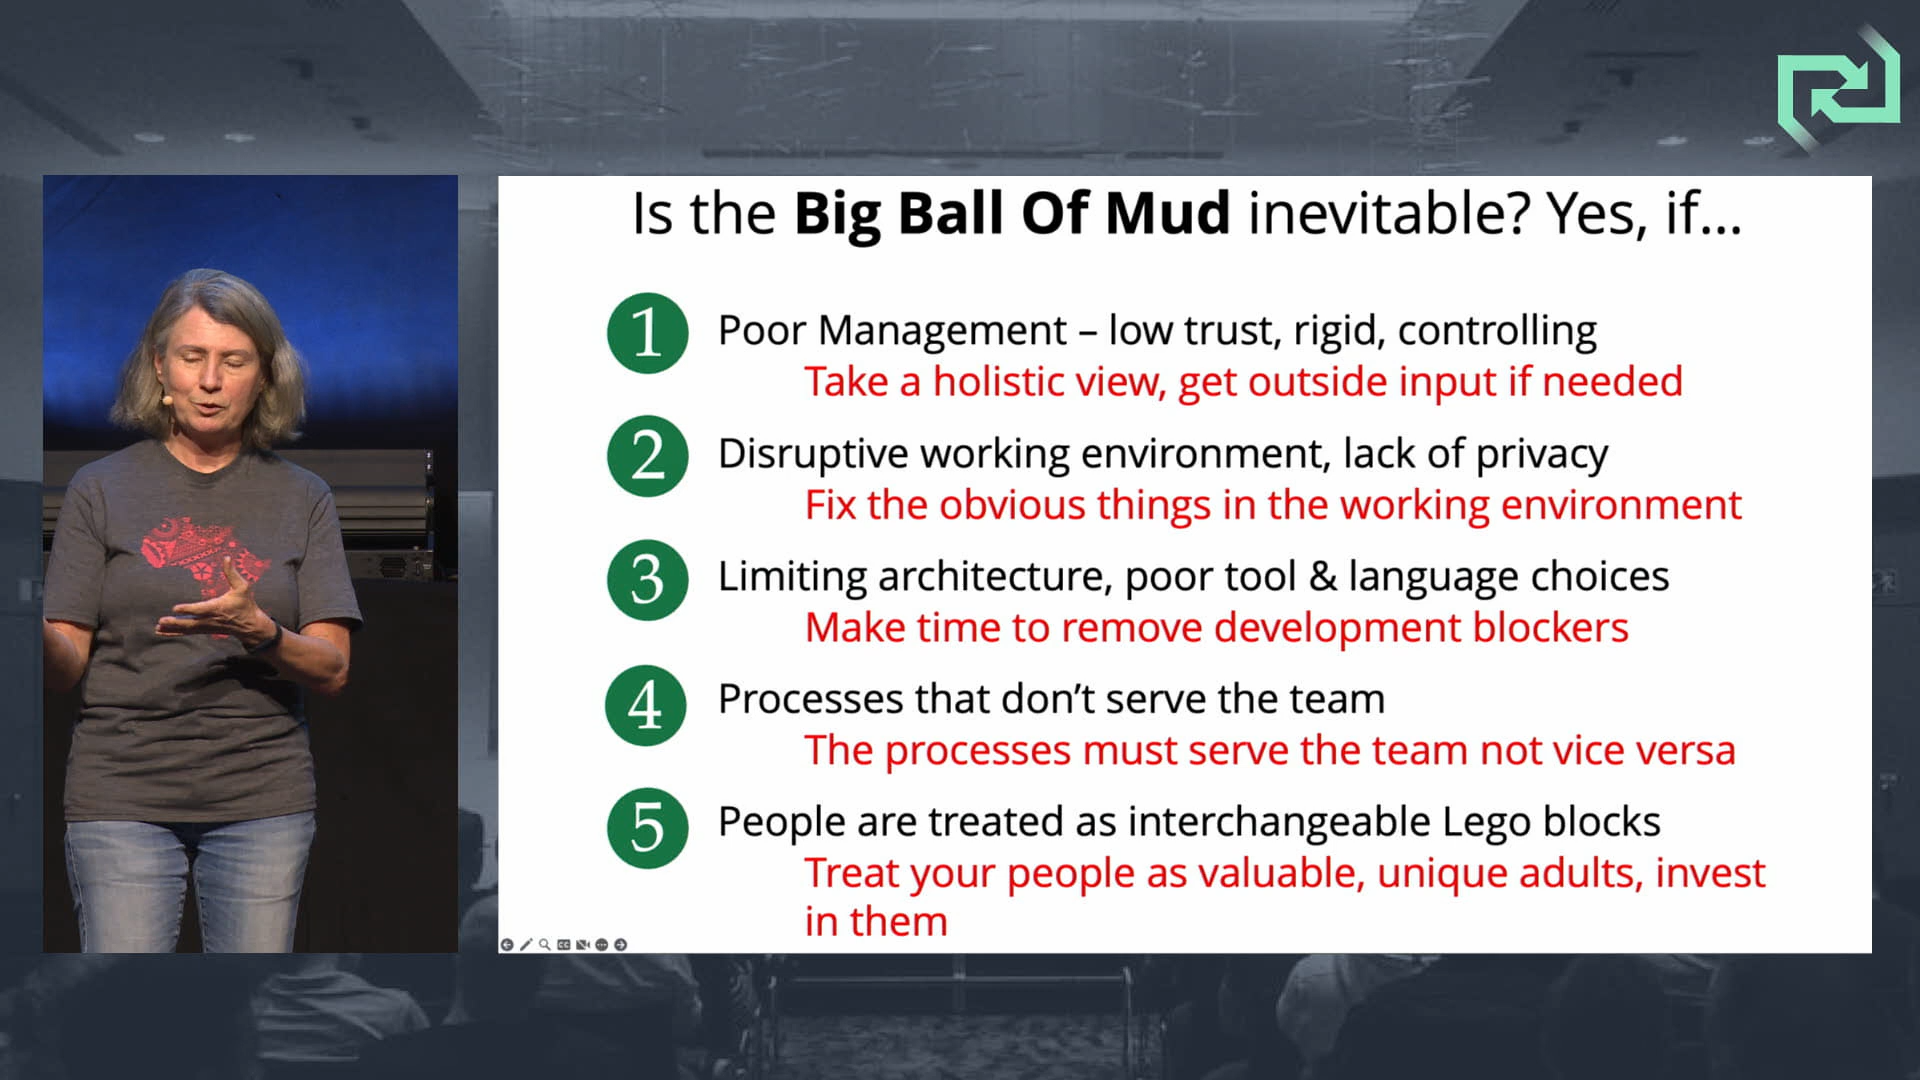 Is the Big Ball Of Mud inevitable? Yes, if...
1 Poor Management – low trust, rigid, controlling
Take a holistic view, get outside input if needed
2 Disruptive working environment, lack of privacy
Fix the obvious things in the working environment
3 Limiting architecture, poor tool & language choices
Make time to remove development blockers
4 Processes that don’t serve the team
The processes must serve the team not vice versa
5 People are treated as interchangeable Lego blocks
Treat your people as valuable, unique adults, invest
in them
CC